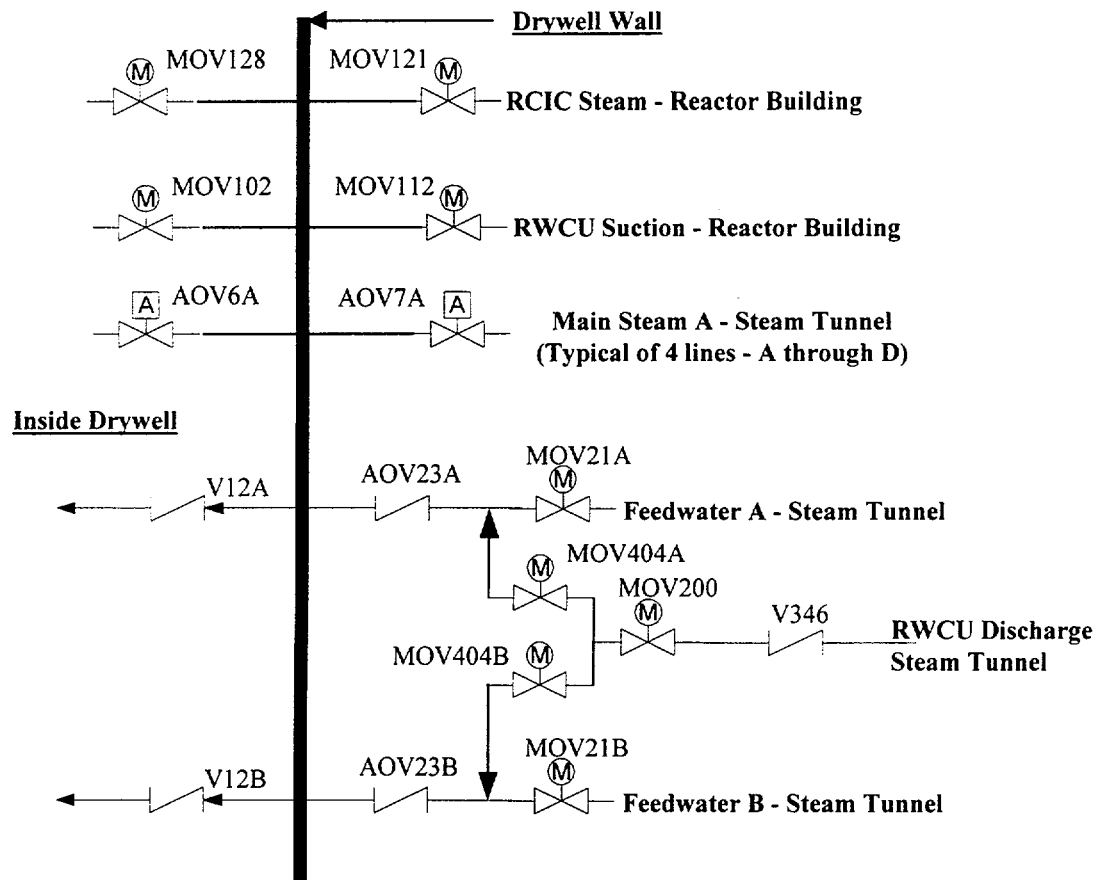 Drywell Wall
MOV128
MOV121
M
M
RCIC Steam - Reactor Building
MOV102
MOV112
M
M
RWCU Suction - Reactor Building
AOV6A
AOV7A
A
A
Main Steam A - Steam Tunnel
(Typical of 4 lines - A through D)
Inside Drywell
MOV21A
V12A
AOV23A
M
Feedwater A - Steam Tunnel
MOV404A
M
MOV200
M
V346
RWCU Discharge
Steam Tunnel
MOV404B
M
MOV21B
V12B
AOV23B
M
Feedwater B - Steam Tunnel